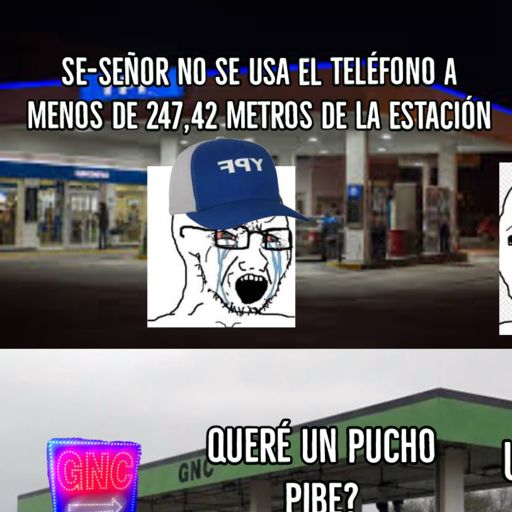 SE-SEÑOR NO SE USA EL TELÉFONO A
MENOS DE 247,42 METROS DE LA ESTACIÓN
YPF
YPF
GNC
GNC
QUERÉ UN PUCHO
PIBE?